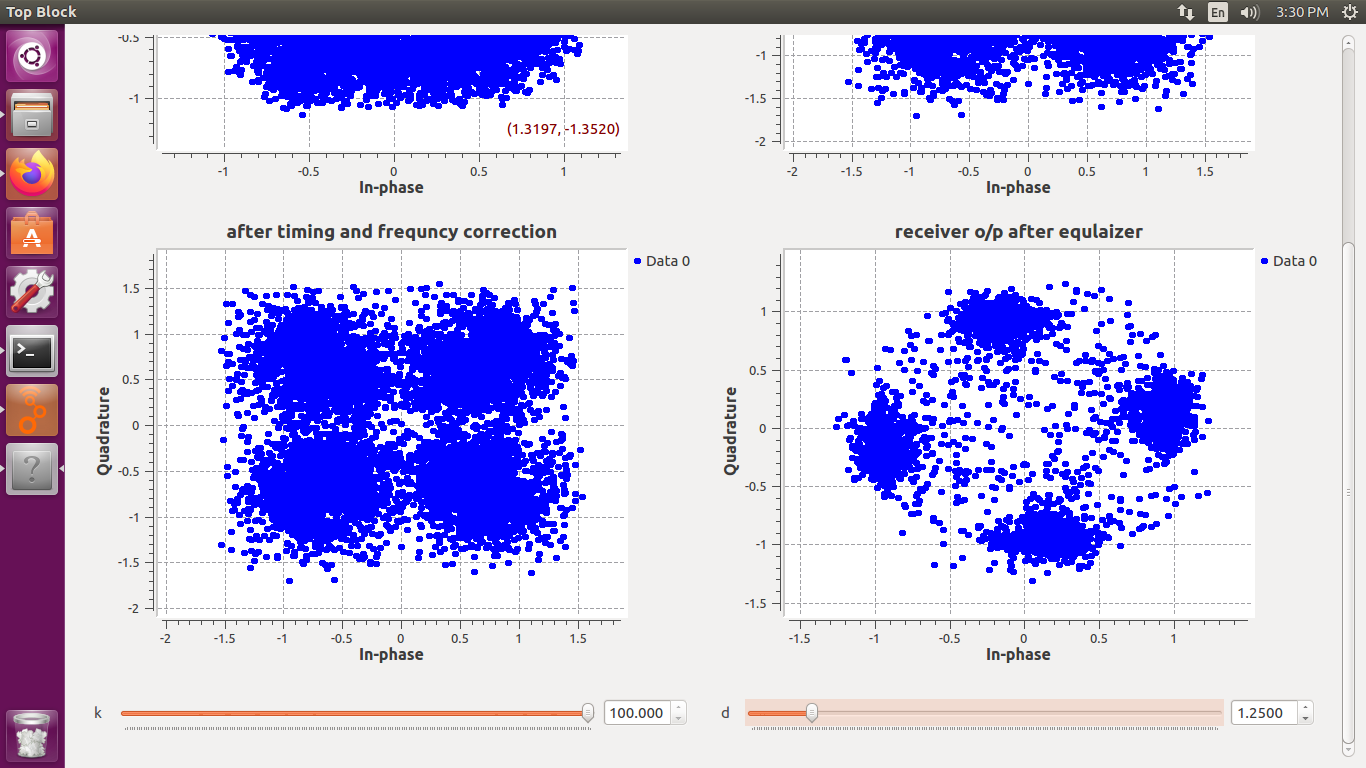 Top Block
En
3:30 PM
-0.5
-1
(1.3197, -1.3520)
-1 -0.5 0 0.5 1
In-phase
-1
-1.5
-2
-2 -1.5 -1 -0.5 0 0.5 1 1.5
In-phase
after timing and frequncy correction
Data 0
1.5
1
0.5
0
-0.5
-1
-1.5
-2
Quadrature
-2 -1.5 -1 -0.5 0 0.5 1 1.5
In-phase
receiver o/p after equlaizer
Data 0
1
0.5
0
-0.5
-1
-1.5
Quadrature
-1.5 -1 -0.5 0 0.5 1
In-phase
k
100.000
d
1.2500